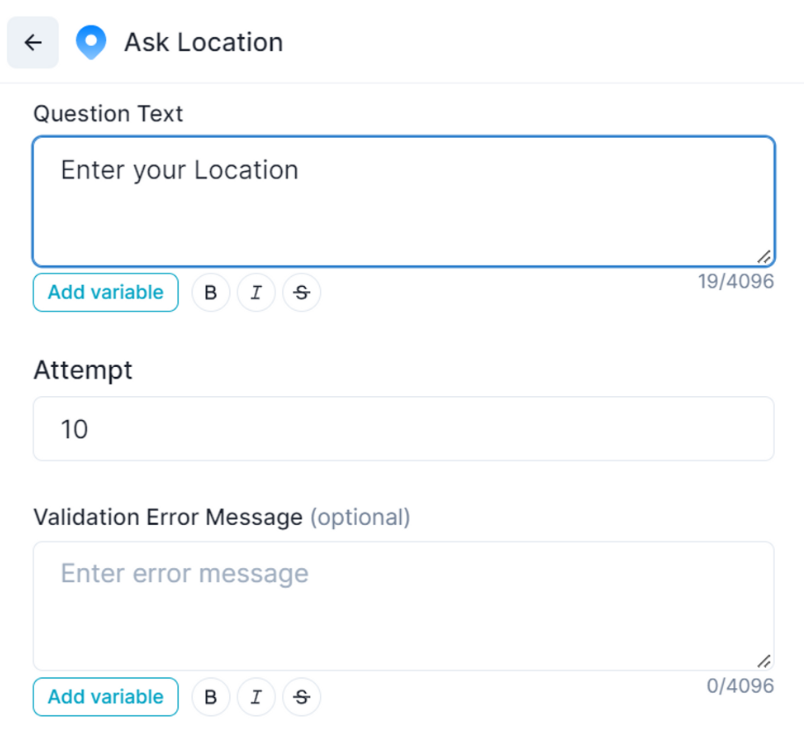 Ask Location
Question Text
Enter your Location
Add variable B I S 19/4096
Attempt
10
Validation Error Message (optional)
Enter error message
Add variable B I S 0/4096